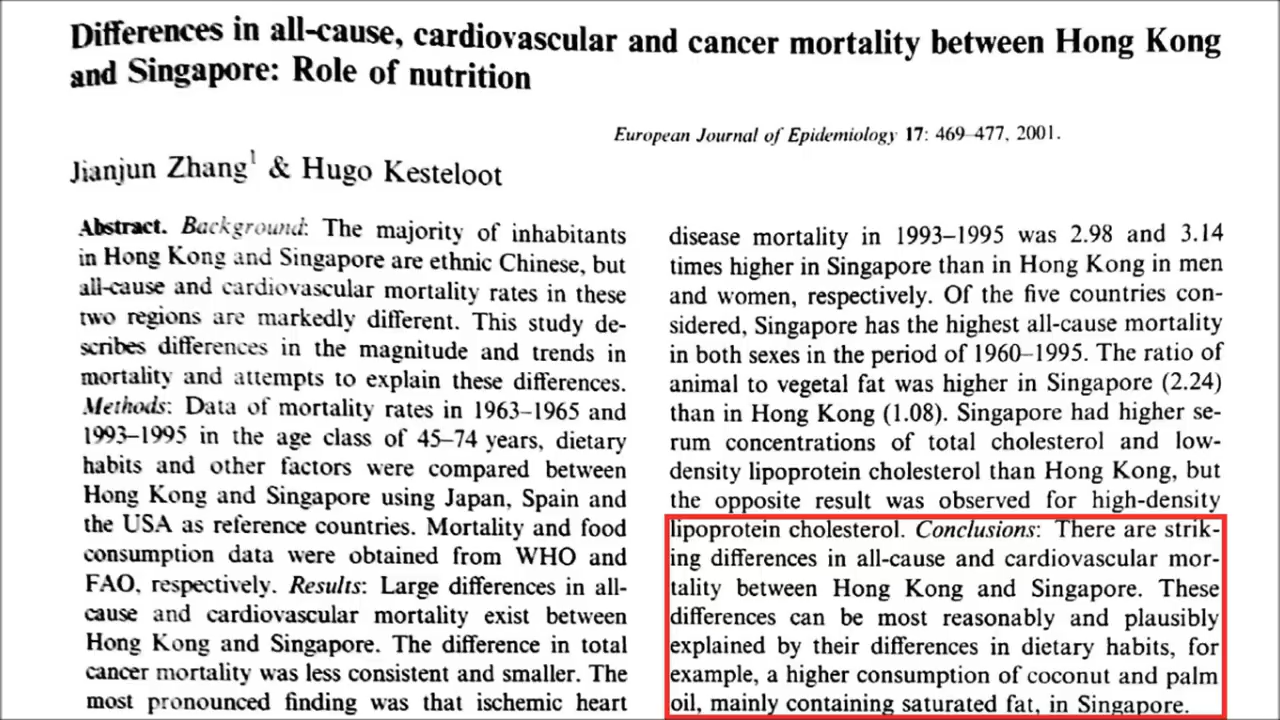 Differences in all-cause, cardiovascular and cancer mortality between Hong Kong
and Singapore: Role of nutrition
European Journal of Epidemiology 17: 469–477, 2001.
Jianjun Zhang1 & Hugo Kesteloot
Abstract. Background: The majority of inhabitants
in Hong Kong and Singapore are ethnic Chinese, but
all-cause and cardiovascular mortality rates in these
two regions are markedly different. This study de-
scribes differences in the magnitude and trends in
mortality and attempts to explain these differences.
Methods: Data of mortality rates in 1963–1965 and
1993–1995 in the age class of 45–74 years, dietary
habits and other factors were compared between
Hong Kong and Singapore using Japan, Spain and
the USA as reference countries. Mortality and food
consumption data were obtained from WHO and
FAO, respectively. Results: Large differences in all-
cause and cardiovascular mortality exist between
Hong Kong and Singapore. The difference in total
cancer mortality was less consistent and smaller. The
most pronounced finding was that ischemic heart
disease mortality in 1993–1995 was 2.98 and 3.14
times higher in Singapore than in Hong Kong in men
and women, respectively. Of the five countries con-
sidered, Singapore has the highest all-cause mortality
in both sexes in the period of 1960–1995. The ratio of
animal to vegetal fat was higher in Singapore (2.24)
than in Hong Kong (1.08). Singapore had higher se-
rum concentrations of total cholesterol and low-
density lipoprotein cholesterol than Hong Kong, but
the opposite result was observed for high-density
lipoprotein cholesterol. Conclusions: There are strik-
ing differences in all-cause and cardiovascular mor-
tality between Hong Kong and Singapore. These
differences can be most reasonably and plausibly
explained by their differences in dietary habits, for
example, a higher consumption of coconut and palm
oil, mainly containing saturated fat, in Singapore.